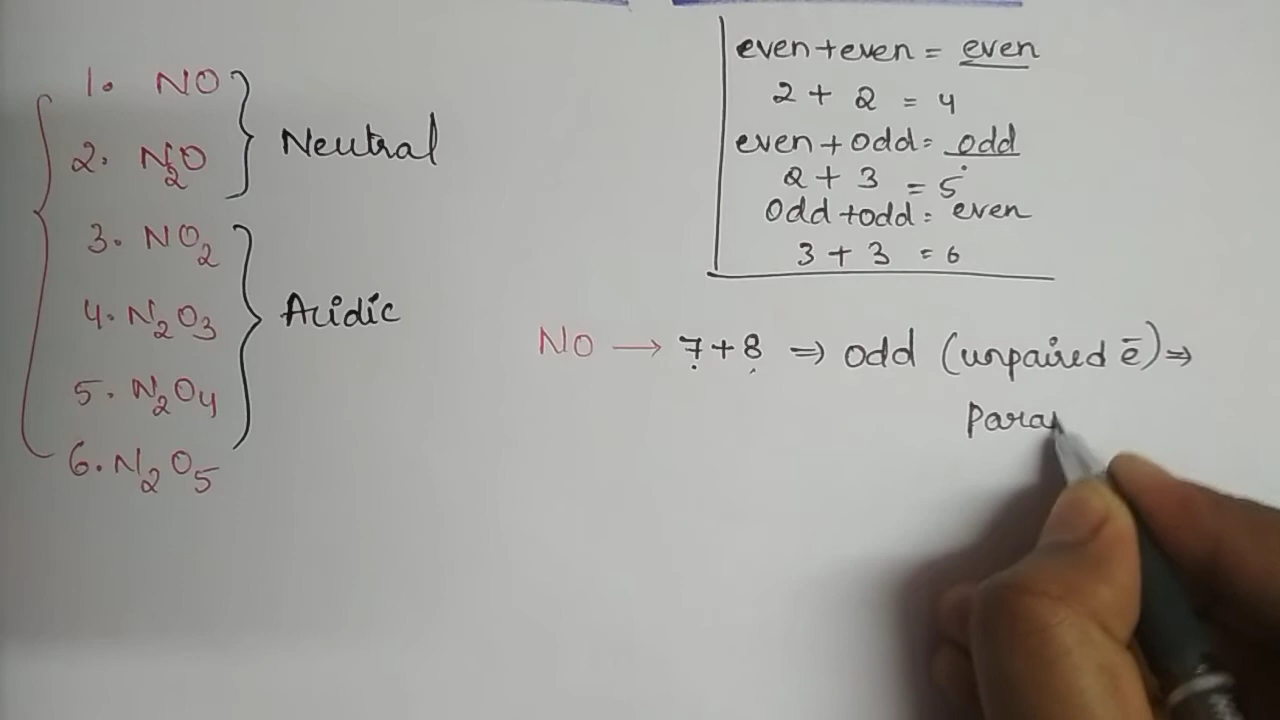 1. NO
2. N2O
Neutral
3. NO2
4. N2O3
5. N2O4
6. N2O5
Acidic
even+even = even
2 + 2 = 4
even + odd = odd
2 + 3 = 5
odd + odd = even
3 + 3 = 6
NO → 7+8 ⇒ odd (unpaired ē) ⇒
Para